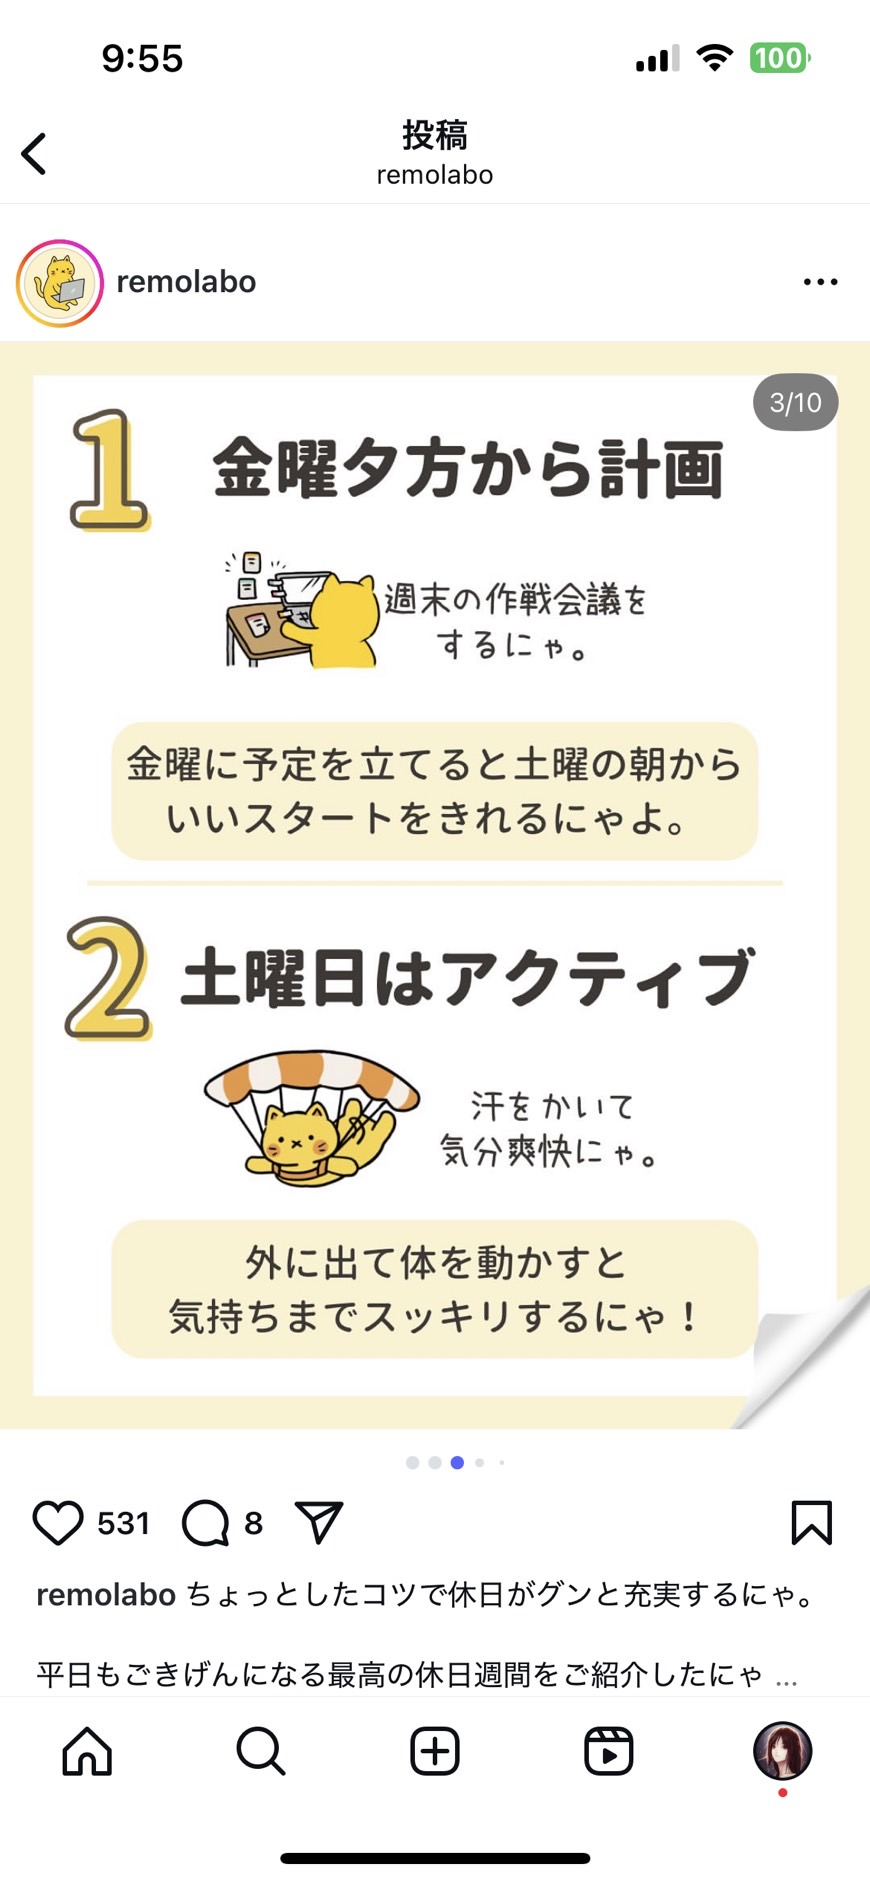 9:55
100
投稿
remolabo
remolabo
3/10
1 金曜夕方から計画
週末の作戦会議を
するにゃ。
金曜に予定を立てると土曜の朝から
いいスタートをきれるにゃよ。
2 土曜日はアクティブ
汗をかいて
気分爽快にゃ。
外に出て体を動かすと
気持ちまでスッキリするにゃ！
531 8
remolabo ちょっとしたコツで休日がグンと充実するにゃ。
平日もごきげんになる最高の休日週間をご紹介したにゃ ...